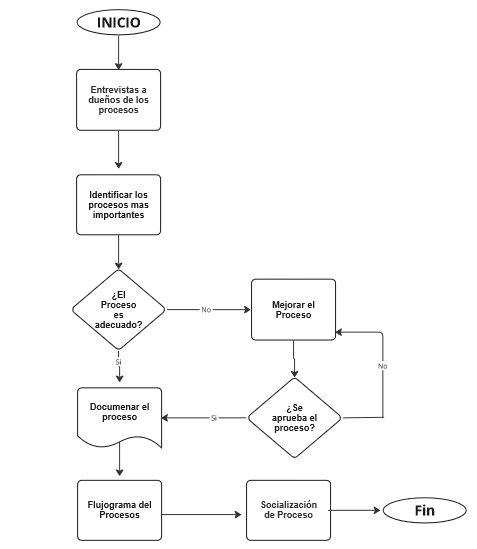 INICIO
Entrevistas a
dueños de los
procesos
Identificar los
procesos mas
importantes
¿El
Proceso
es
adecuado?
No
Mejorar el
Proceso
Si
No
Documenar el
proceso
Si
¿Se
aprueba el
proceso?
Flujograma del
Procesos
Socialización
de Proceso
Fin